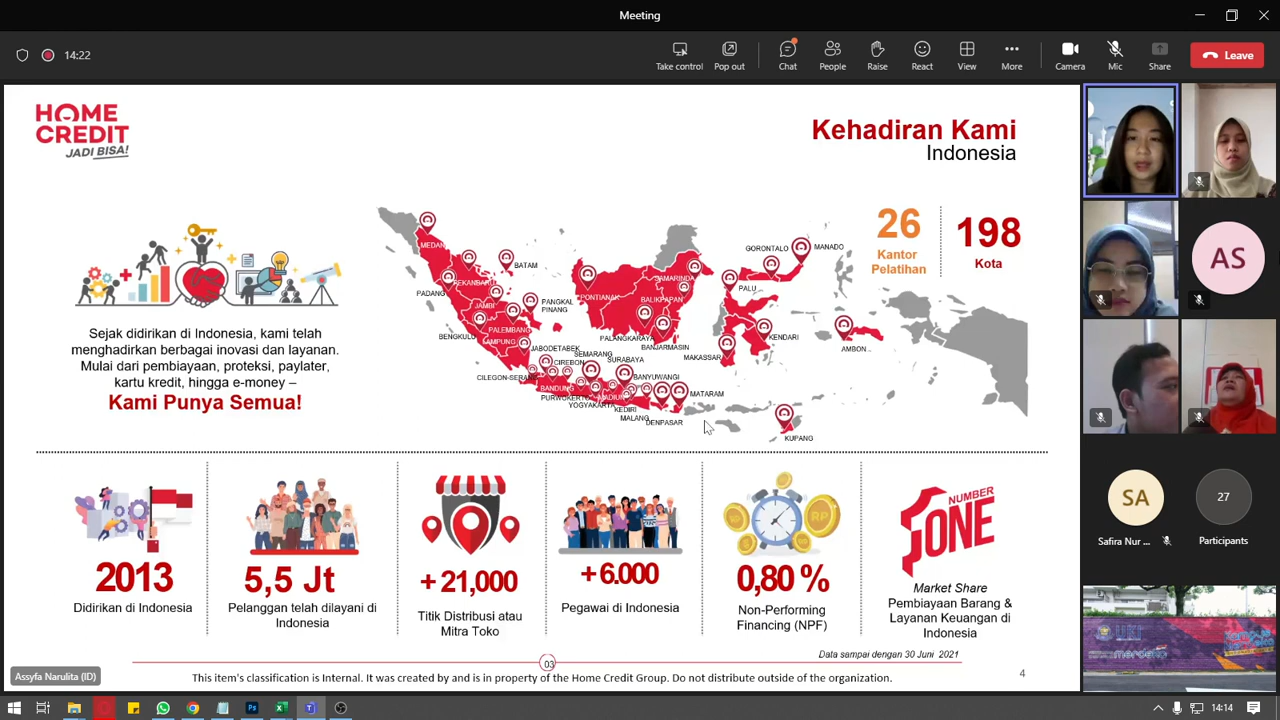 Meeting
14:22
Take control
Pop out
Chat
People
Raise
React
View
More
Camera
Mic
Share
Leave
HOME
CREDIT
JADI BISA!
Kehadiran Kami
Indonesia
26
Kantor
Pelatihan
198
Kota
Sejak didirikan di Indonesia, kami telah
menghadirkan berbagai inovasi dan layanan.
Mulai dari pembiayaan, proteksi, paylater,
kartu kredit, hingga e-money –
Kami Punya Semua!
MEDAN
PEKANBARU
BATAM
PADANG
JAMBI
PANGKAL
PINANG
BENGKULU
PALEMBANG
LAMPUNG
JABODETABEK
CILEGON-SERANG
CIREBON
SEMARANG
SURABAYA
BANYUWANGI
BANDUNG
PURWOKERTO
YOGYAKARTA
MADIUN
KEDIRI
MALANG
DENPASAR
MATARAM
PONTIANAK
SAMARINDA
BALIKPAPAN
PALANGKARAYA
BANJARMASIN
GORONTALO
MANADO
PALU
KENDARI
MAKASSAR
AMBON
KUPANG
2013
Didirikan di Indonesia
5,5 Jt
Pelanggan telah dilayani di
Indonesia
+ 21,000
Titik Distribusi atau
Mitra Toko
+ 6.000
Pegawai di Indonesia
RP
0,80 %
Non-Performing
Financing (NPF)
NUMBER
ONE
Market Share
Pembiayaan Barang &
Layanan Keuangan di
Indonesia
Data sampai dengan 30 Juni 2021
03
This item's classification is Internal. It was created by and is in property of the Home Credit Group. Do not distribute outside of the organization.
4
Assyfa Narulita (ID)
AS
SA
Safira Nur ...
27
Participants
14:14